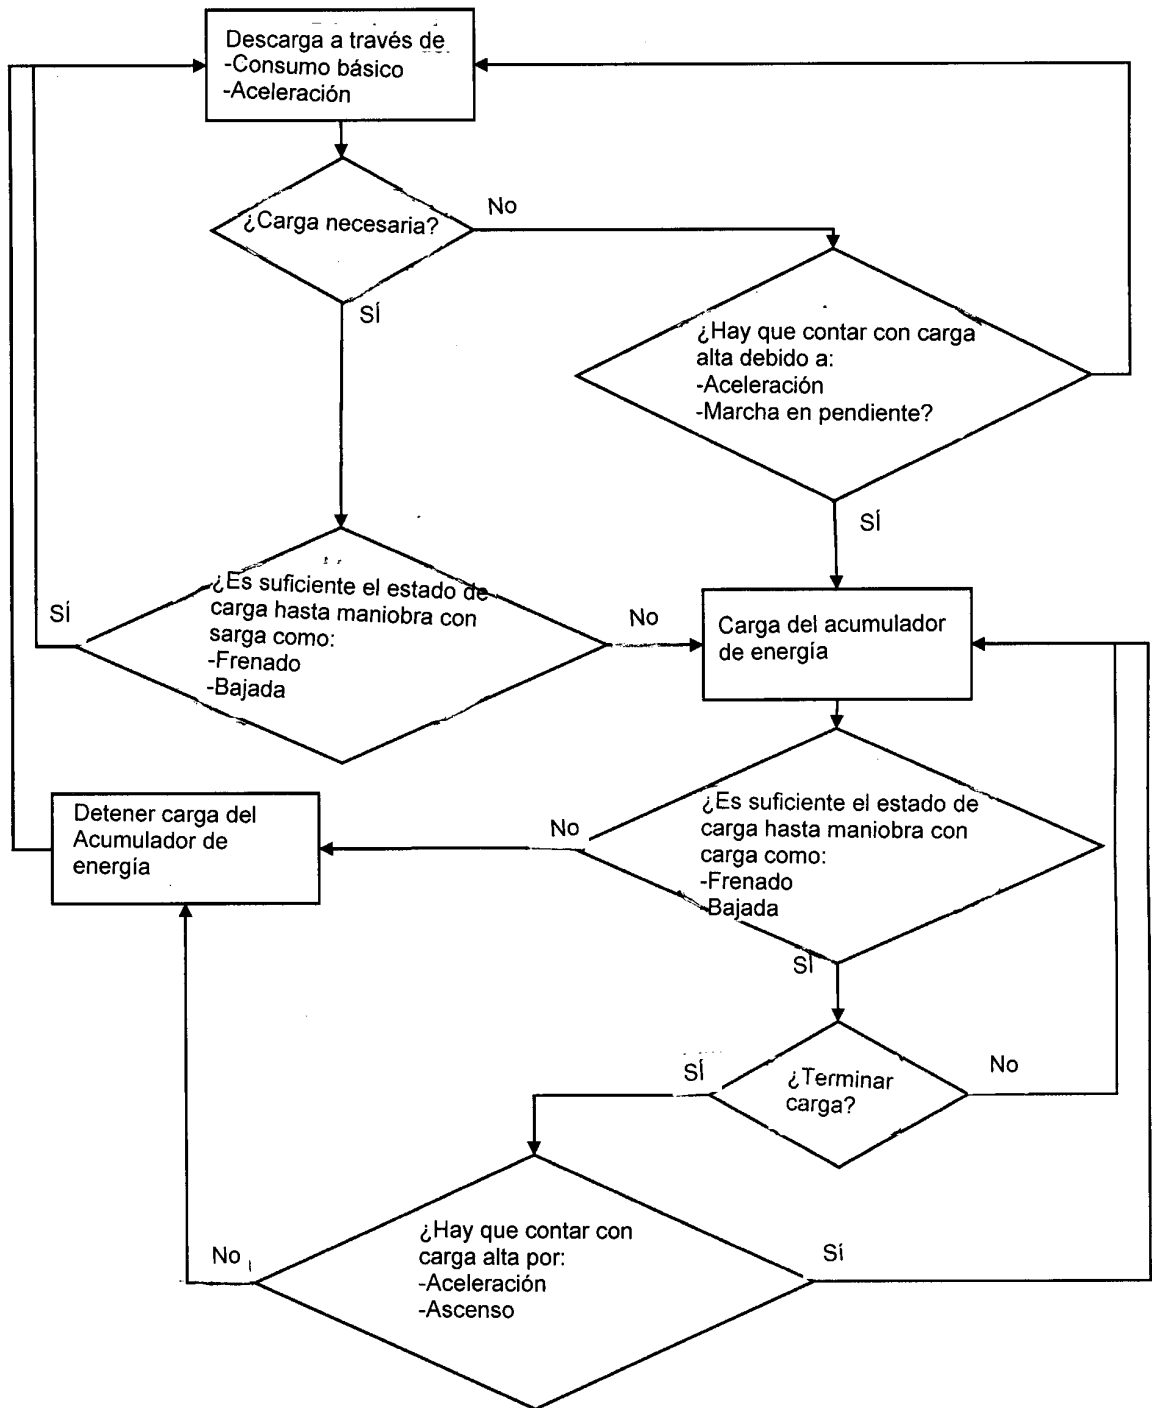 Descarga a través de
-Consumo básico
-Aceleración
¿Carga necesaria?
No
SÍ
¿Hay que contar con carga
alta debido a:
-Aceleración
-Marcha en pendiente?
SÍ
¿Es suficiente el estado de
carga hasta maniobra con
sarga como:
-Frenado
-Bajada
SÍ
No
Carga del acumulador
de energía
Detener carga del
Acumulador de
energía
No
¿Es suficiente el estado de
carga hasta maniobra con
carga como:
-Frenado
-Bajada
SÍ
¿Terminar
carga?
SÍ
No
¿Hay que contar con
carga alta por:
-Aceleración
-Ascenso
No
Sí